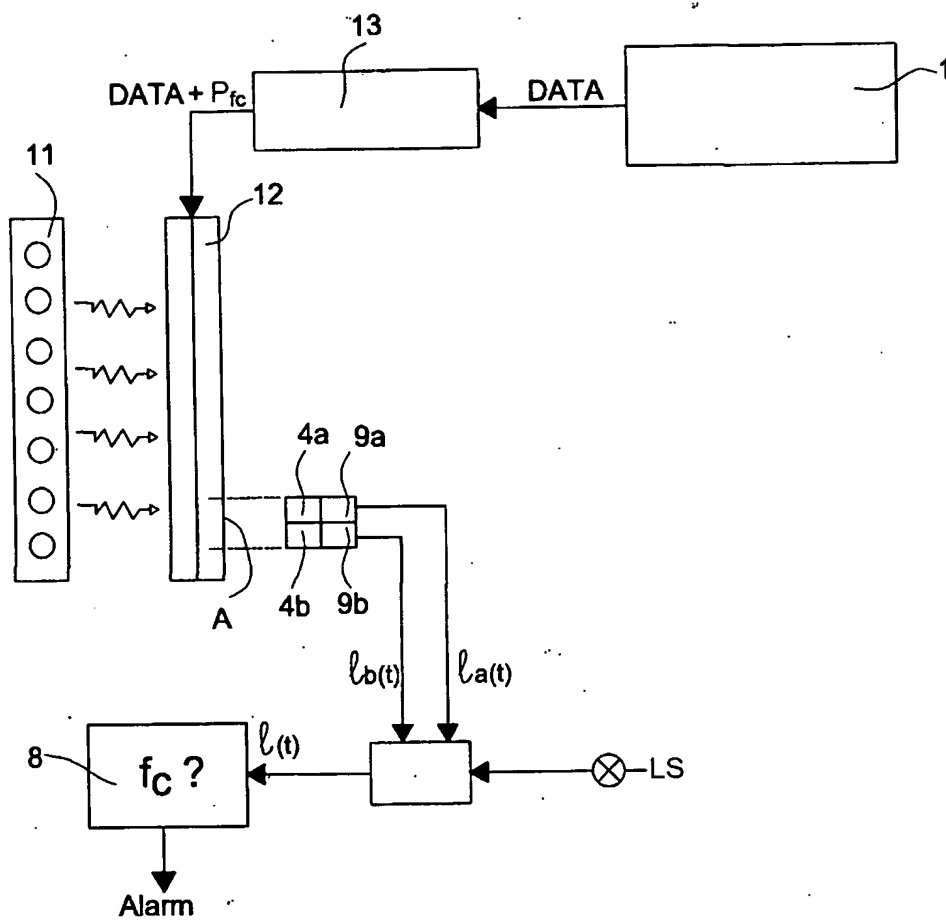 13
1
DATA + Pfc
DATA
11
12
4a
9a
A
4b
9b
ℓb(t)
ℓa(t)
8
fC ?
ℓ(t)
LS
Alarm